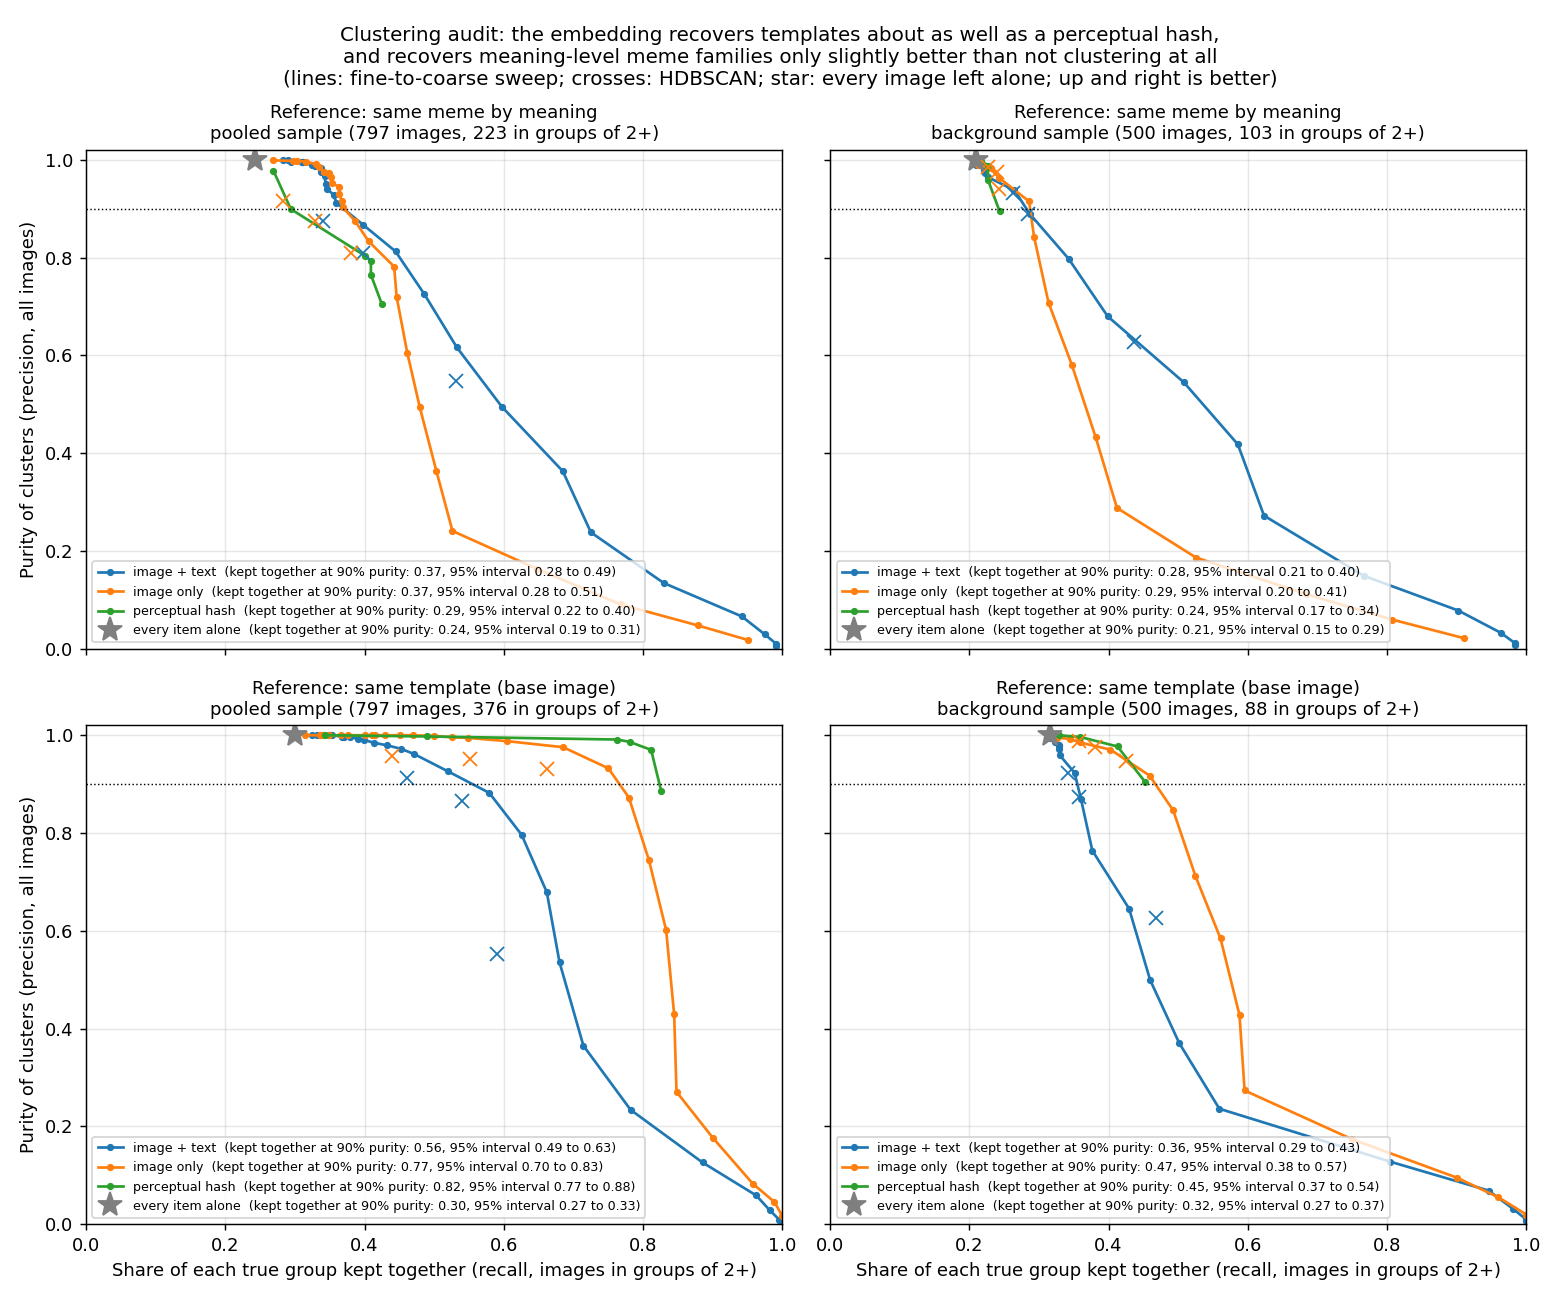 Clustering audit: the embedding recovers templates about as well as a perceptual hash,
and recovers meaning-level meme families only slightly better than not clustering at all
(lines: fine-to-coarse sweep; crosses: HDBSCAN; star: every image left alone; up and right is better)
Reference: same meme by meaning
pooled sample (797 images, 223 in groups of 2+)
Reference: same meme by meaning
background sample (500 images, 103 in groups of 2+)
Purity of clusters (precision, all images)
1.0
0.8
0.6
0.4
0.2
0.0
image + text (kept together at 90% purity: 0.37, 95% interval 0.28 to 0.49)
image only (kept together at 90% purity: 0.37, 95% interval 0.28 to 0.51)
perceptual hash (kept together at 90% purity: 0.29, 95% interval 0.22 to 0.40)
every item alone (kept together at 90% purity: 0.24, 95% interval 0.19 to 0.31)
image + text (kept together at 90% purity: 0.28, 95% interval 0.21 to 0.40)
image only (kept together at 90% purity: 0.29, 95% interval 0.20 to 0.41)
perceptual hash (kept together at 90% purity: 0.24, 95% interval 0.17 to 0.34)
every item alone (kept together at 90% purity: 0.21, 95% interval 0.15 to 0.29)
Reference: same template (base image)
pooled sample (797 images, 376 in groups of 2+)
Reference: same template (base image)
background sample (500 images, 88 in groups of 2+)
Purity of clusters (precision, all images)
1.0
0.8
0.6
0.4
0.2
0.0
image + text (kept together at 90% purity: 0.56, 95% interval 0.49 to 0.63)
image only (kept together at 90% purity: 0.77, 95% interval 0.70 to 0.83)
perceptual hash (kept together at 90% purity: 0.82, 95% interval 0.77 to 0.88)
every item alone (kept together at 90% purity: 0.30, 95% interval 0.27 to 0.33)
image + text (kept together at 90% purity: 0.36, 95% interval 0.29 to 0.43)
image only (kept together at 90% purity: 0.47, 95% interval 0.38 to 0.57)
perceptual hash (kept together at 90% purity: 0.45, 95% interval 0.37 to 0.54)
every item alone (kept together at 90% purity: 0.32, 95% interval 0.27 to 0.37)
0.0 0.2 0.4 0.6 0.8 1.0
0.0 0.2 0.4 0.6 0.8 1.0
Share of each true group kept together (recall, images in groups of 2+)
Share of each true group kept together (recall, images in groups of 2+)